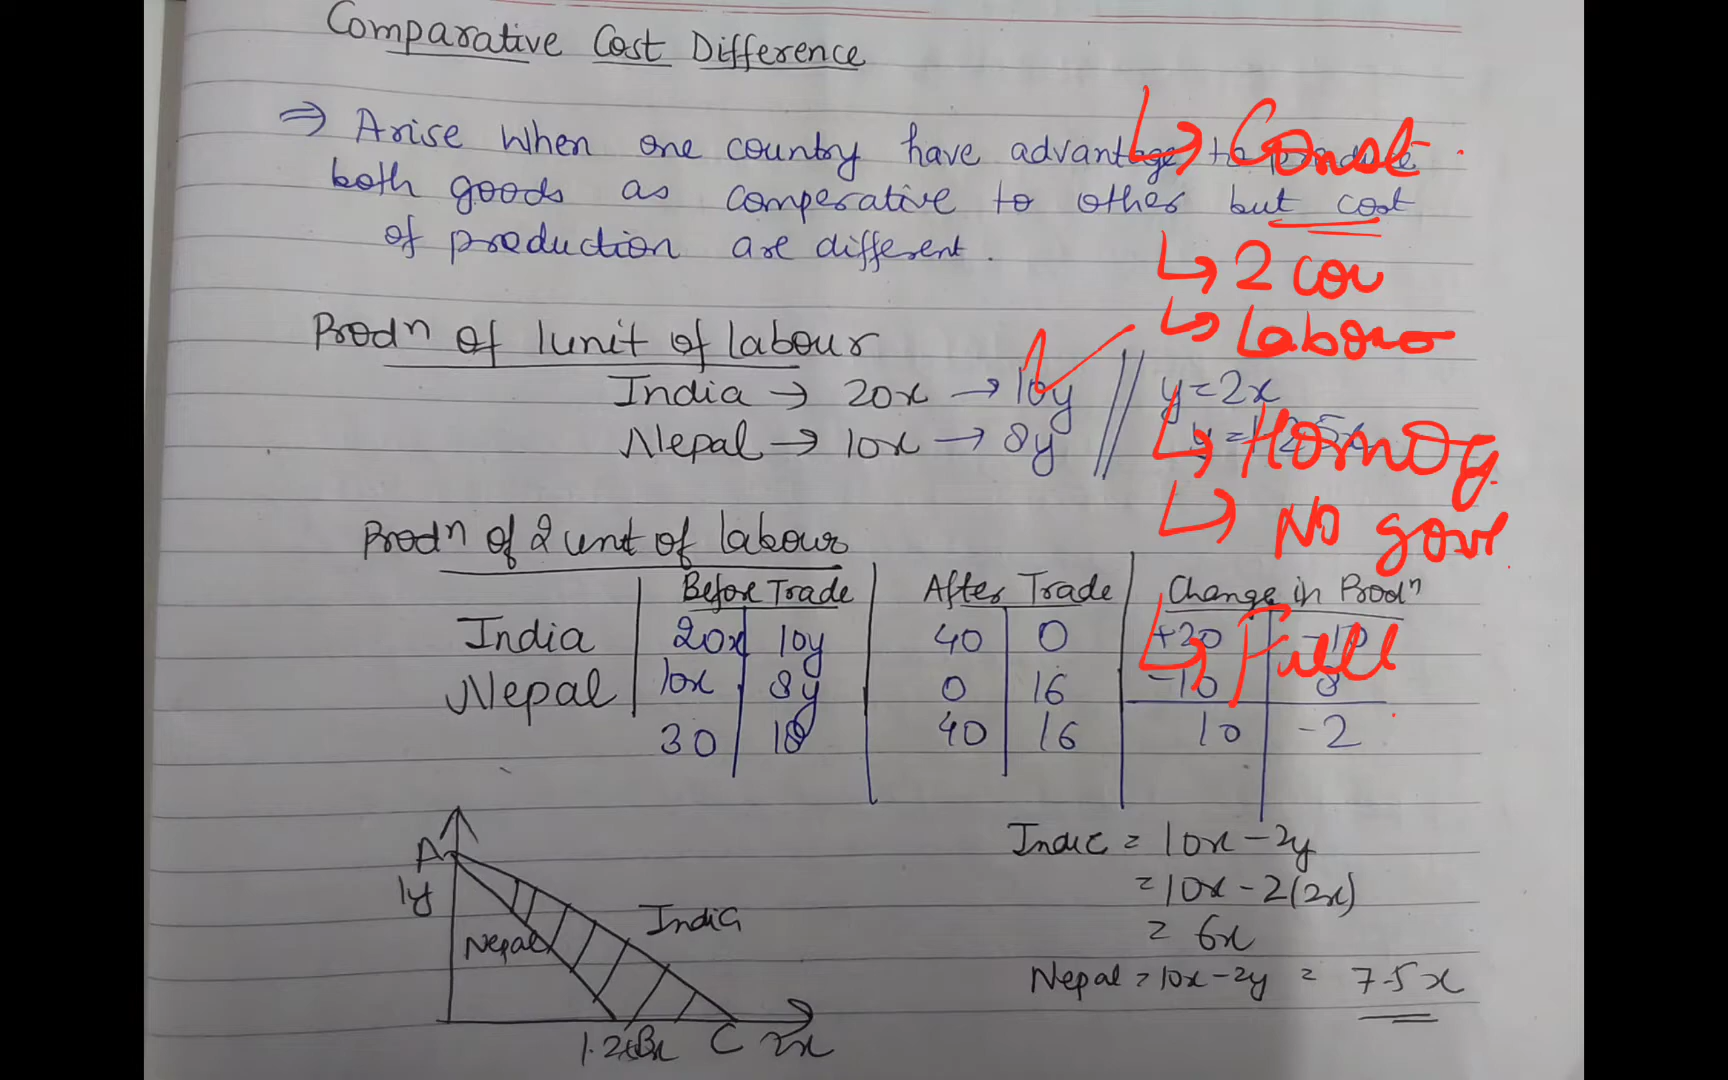 Comparative Cost Difference
⇒ Arise when one country have advantage to
both goods as comperative to other but cost
of production are different.
↳ Const.
↳ 2 cou
↳ Labour
↳ Homog
↳ No govr
↳ Full
Prodⁿ of 1unit of labour
India → 20x → 10y // y=2x
Nepal → 10x → 8y
Prodⁿ of 2 unit of labour
Before Trade After Trade Change in Prodⁿ
India 20x 10y 40 0 +20 -10
Nepal 10x 8y 0 16 -10 8
30 18 40 16 10 -2
A
1y
Nepal
India
C 2x
India = 10x - 2y
= 10x - 2(2x)
= 6x
Nepal = 10x - 2y = 7.5x